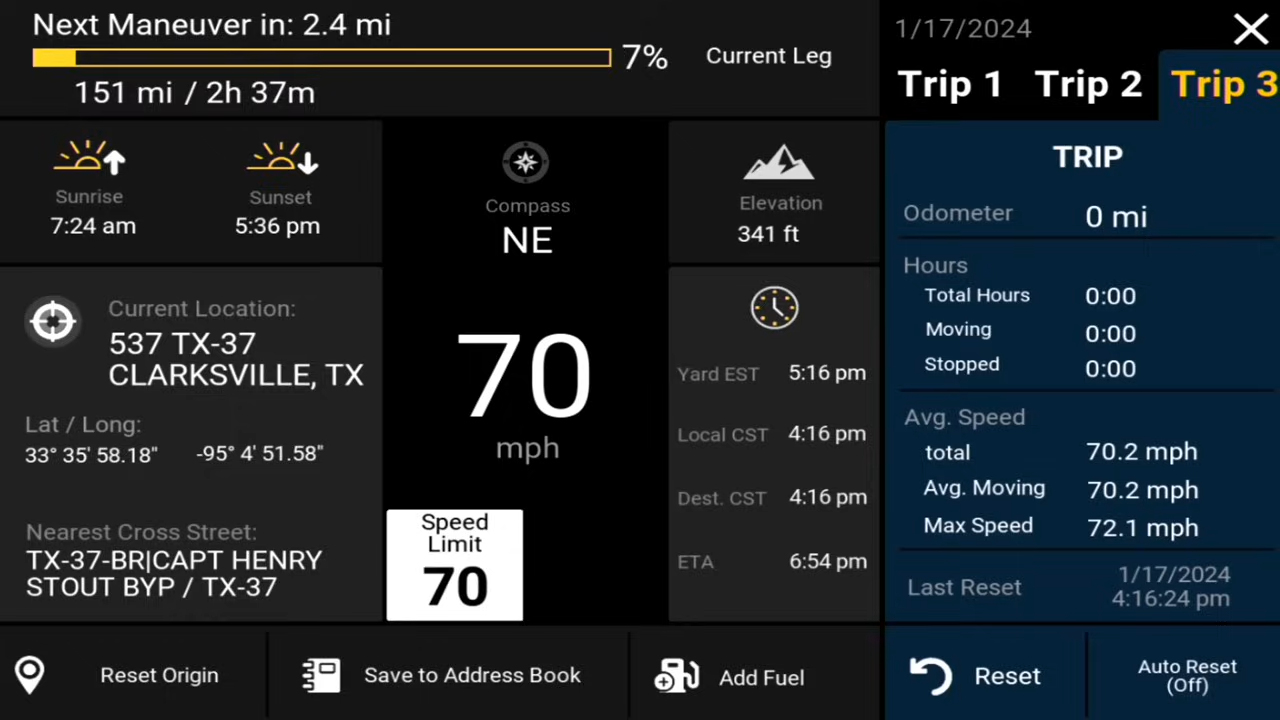 Next Maneuver in: 2.4 mi
7%
Current Leg
151 mi / 2h 37m
1/17/2024
Trip 1
Trip 2
Trip 3
Sunrise
7:24 am
Sunset
5:36 pm
Compass
NE
Elevation
341 ft
Current Location:
537 TX-37
CLARKSVILLE, TX
Lat / Long:
33° 35' 58.18" -95° 4' 51.58"
Nearest Cross Street:
TX-37-BR|CAPT HENRY
STOUT BYP / TX-37
70
mph
Speed
Limit
70
Yard EST 5:16 pm
Local CST 4:16 pm
Dest. CST 4:16 pm
ETA 6:54 pm
TRIP
Odometer 0 mi
Hours
Total Hours 0:00
Moving 0:00
Stopped 0:00
Avg. Speed
total 70.2 mph
Avg. Moving 70.2 mph
Max Speed 72.1 mph
Last Reset 1/17/2024
4:16:24 pm
Reset Origin
Save to Address Book
Add Fuel
Reset
Auto Reset
(Off)